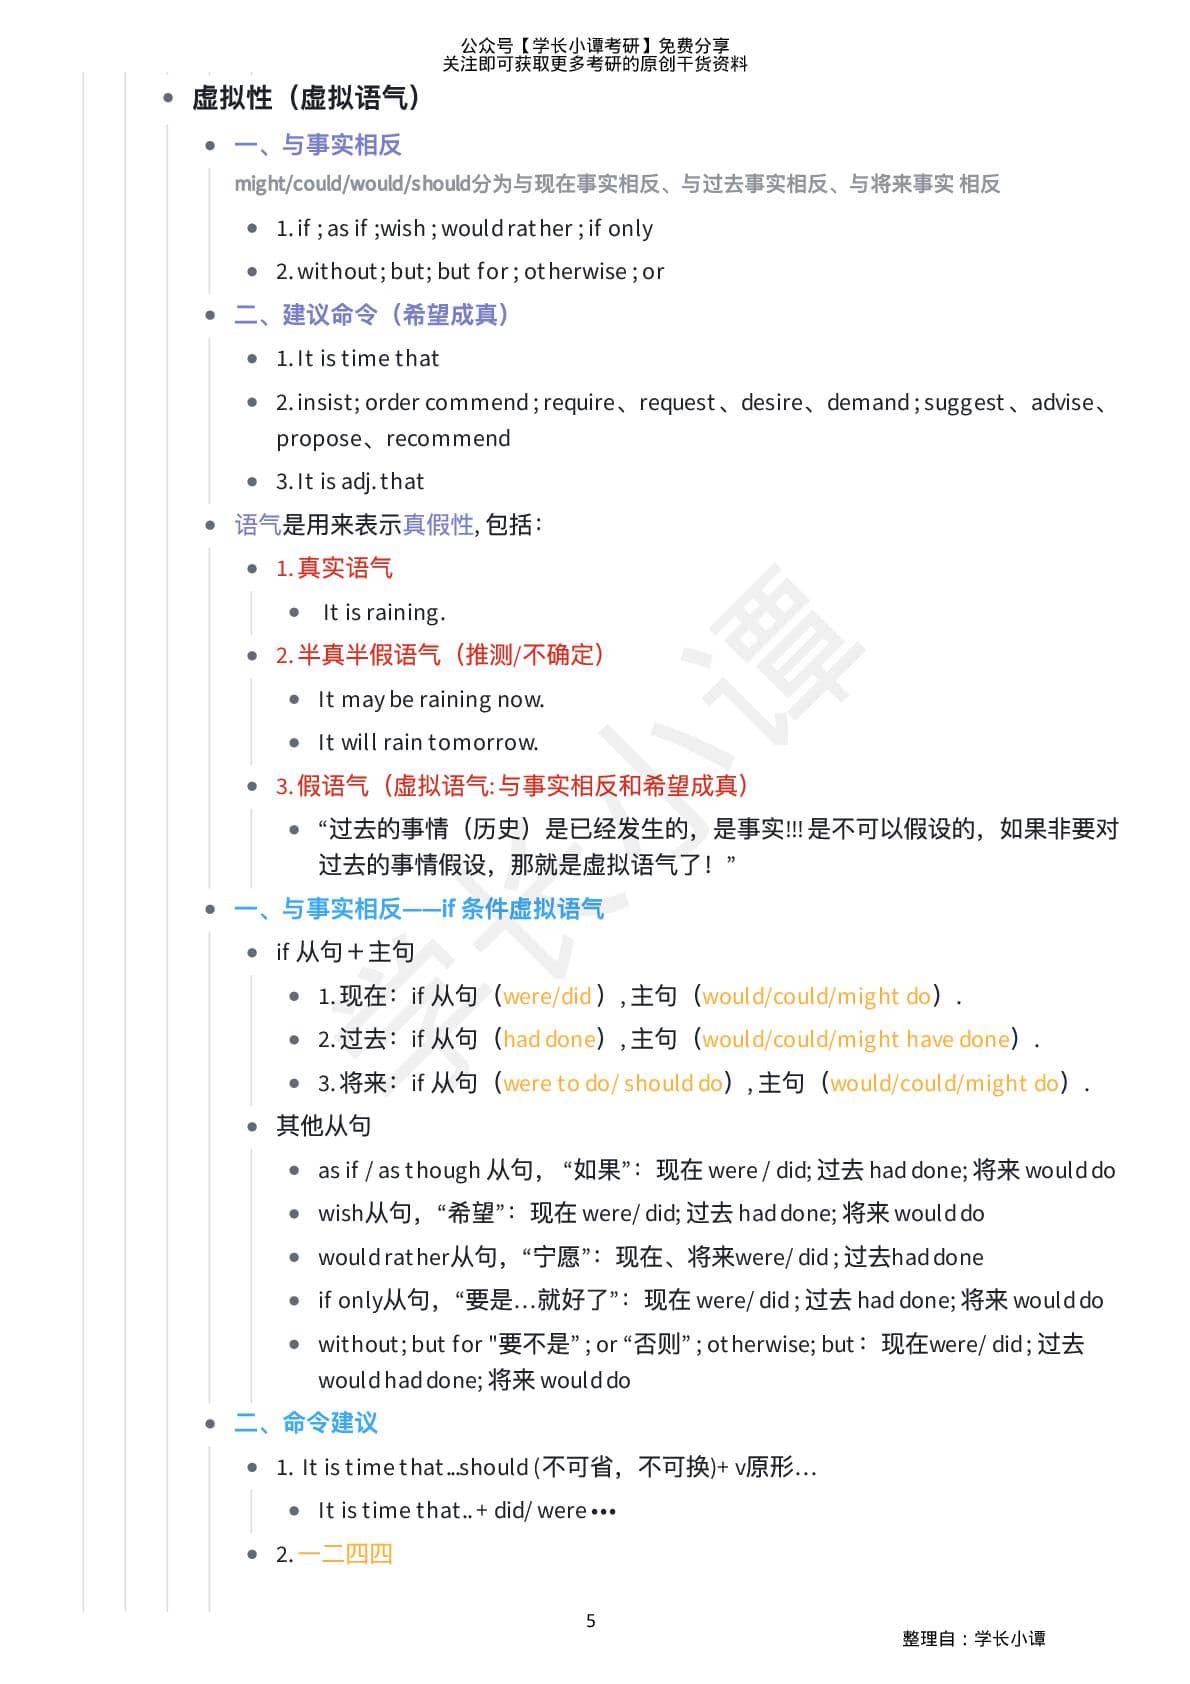 公众号【学长小谭考研】免费分享
关注即可获取更多考研的原创干货资料
虚拟性（虚拟语气）
一、与事实相反
might/could/would/should分为与现在事实相反、与过去事实相反、与将来事实 相反
1. if ; as if ;wish ; would rather ; if only
2. without; but; but for ; otherwise ; or
二、建议命令（希望成真）
1. It is time that
2. insist; order commend ; require、request、desire、demand ; suggest、advise、
propose、recommend
3. It is adj. that
语气是用来表示真假性, 包括：
1. 真实语气
It is raining.
2. 半真半假语气（推测/不确定）
It may be raining now.
It will rain tomorrow.
3. 假语气（虚拟语气: 与事实相反和希望成真）
“过去的事情（历史）是已经发生的，是事实!!! 是不可以假设的，如果非要对
过去的事情假设，那就是虚拟语气了！”
一、与事实相反——if 条件虚拟语气
if 从句＋主句
1. 现在：if 从句（were/did ）, 主句（would/could/might do）.
2. 过去：if 从句（had done）, 主句（would/could/might have done）.
3. 将来：if 从句（were to do/ should do）, 主句（would/could/might do）.
其他从句
as if / as though 从句， “如果”：现在 were / did; 过去 had done; 将来 would do
wish从句，“希望”：现在 were/ did; 过去 had done; 将来 would do
would rather从句，“宁愿”：现在、将来were/ did ; 过去had done
if only从句，“要是…就好了”：现在 were/ did ; 过去 had done; 将来 would do
without; but for "要不是” ; or “否则” ; otherwise; but：现在were/ did ; 过去
would had done; 将来 would do
二、命令建议
1. It is time that ...should (不可省，不可换)+ v原形…
It is time that.. + did/ were •••
2. 一二四四
学长小谭
5
整理自：学长小谭